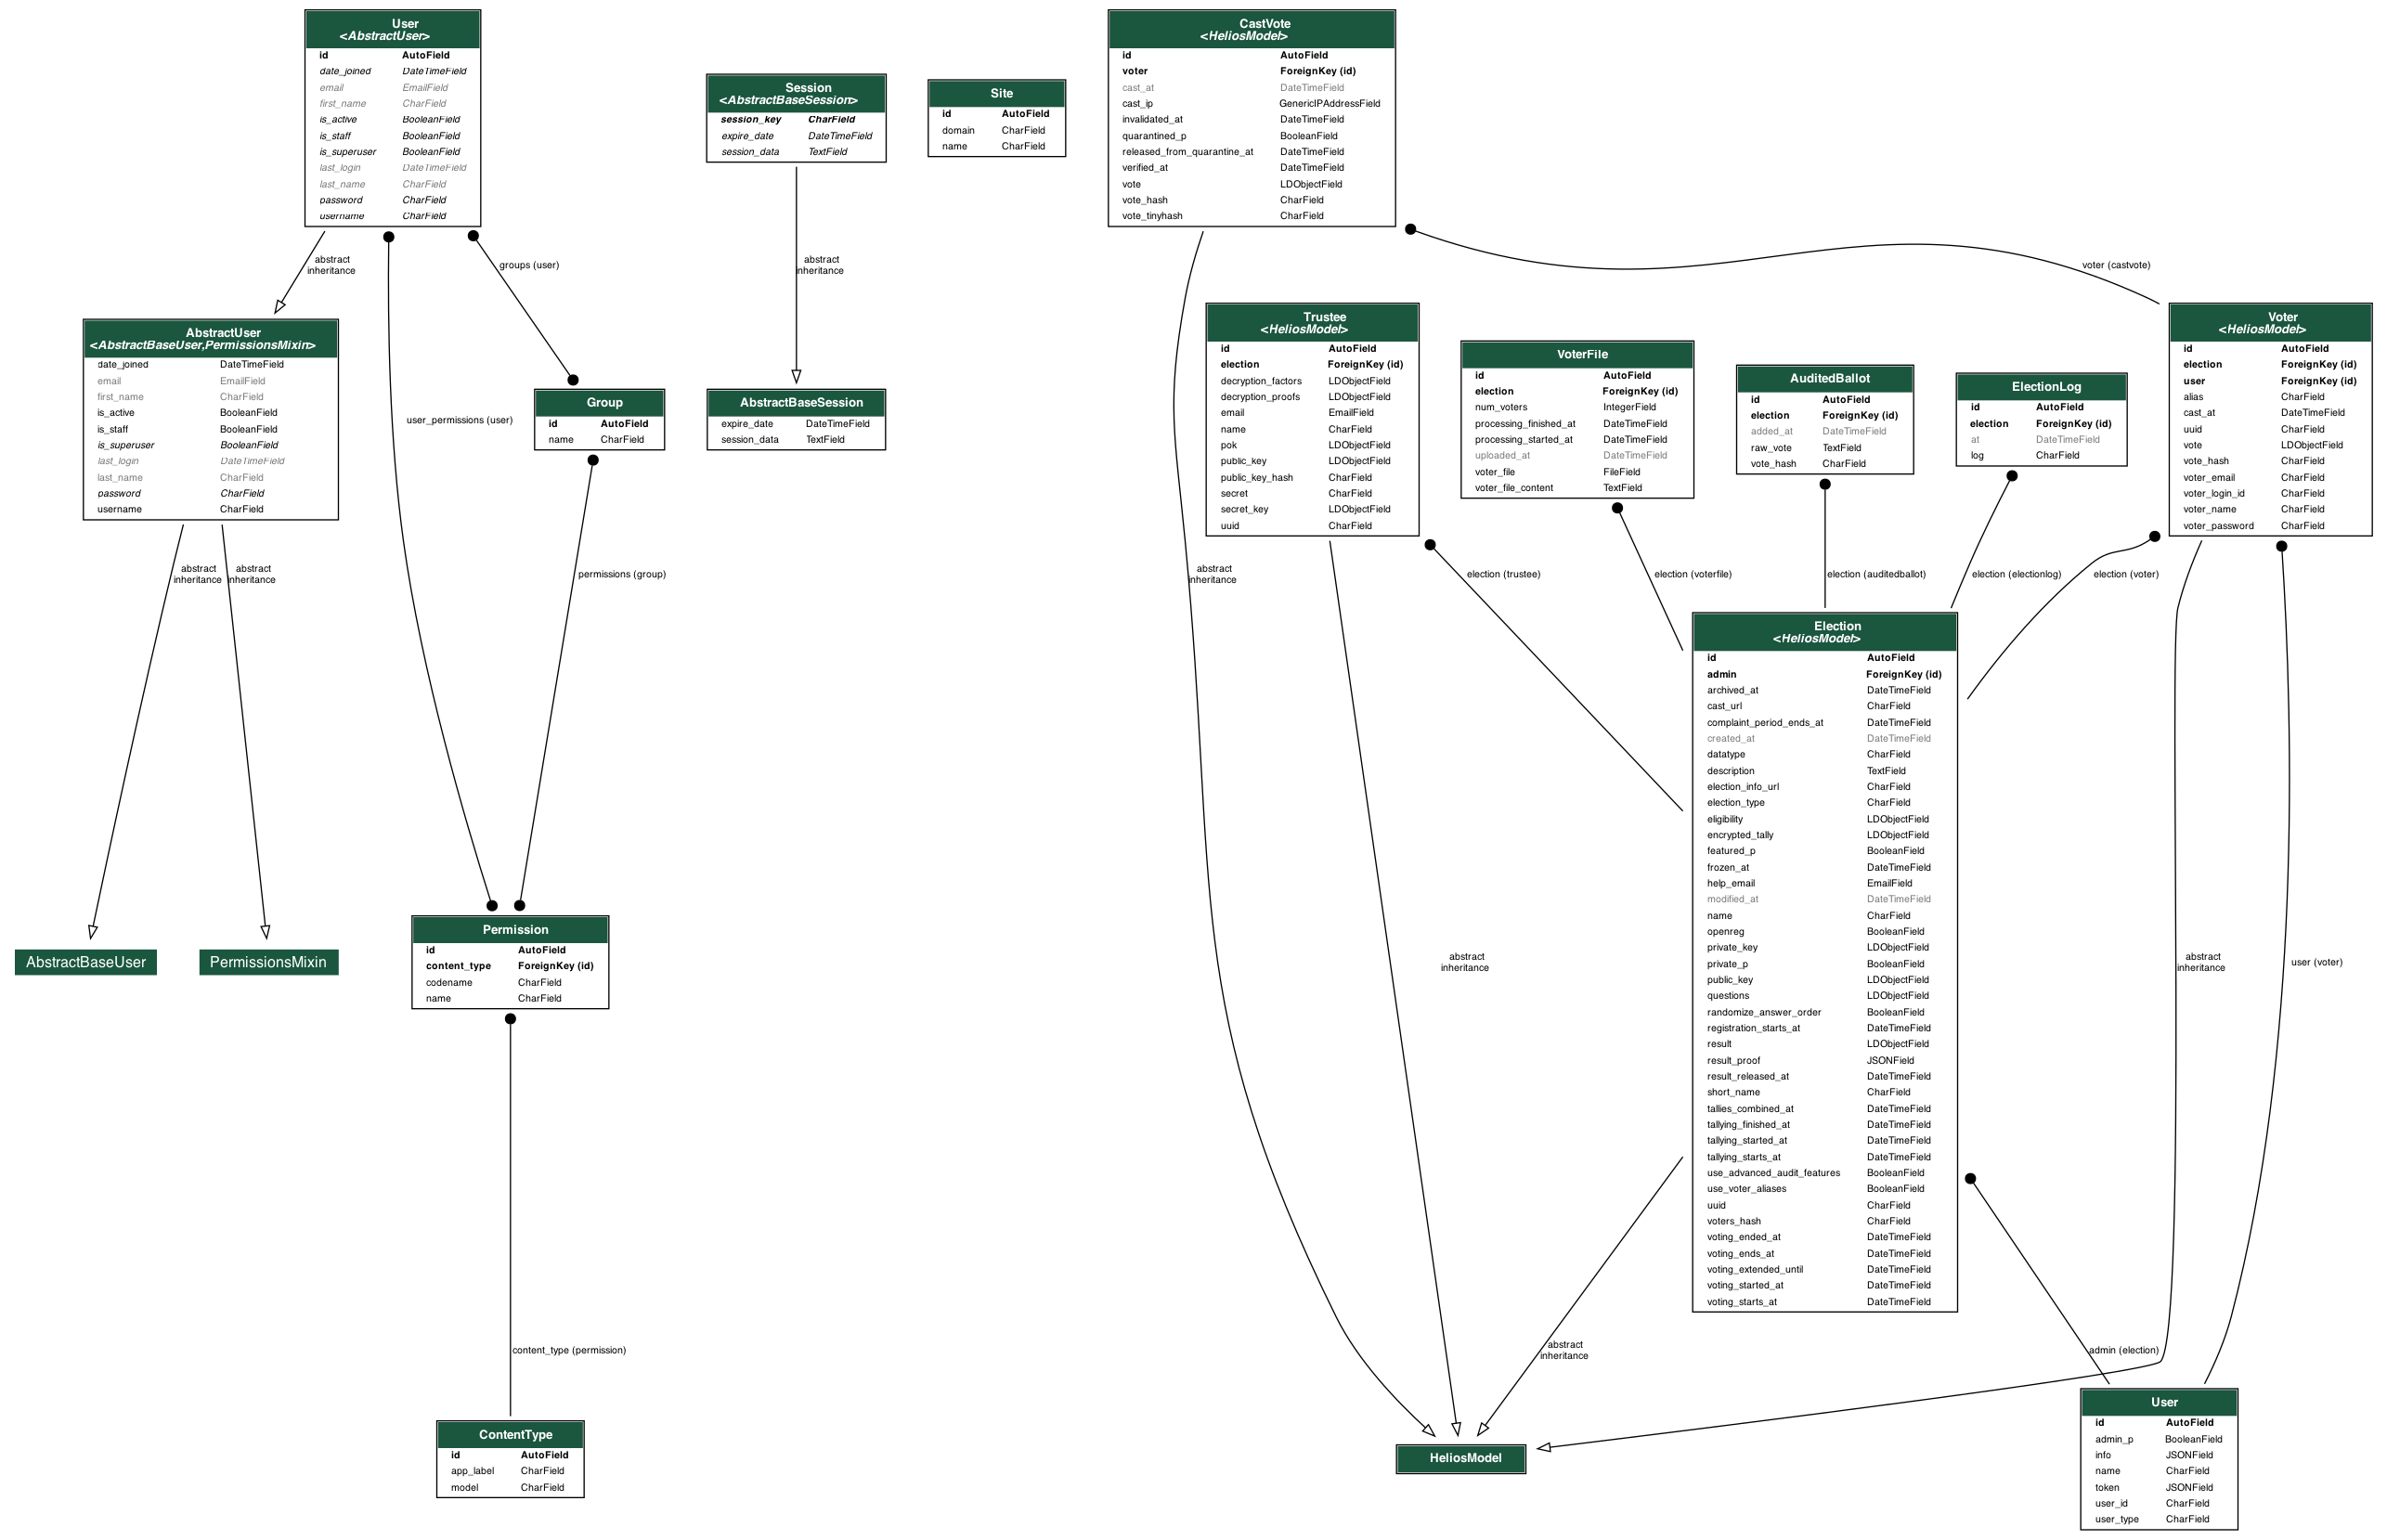 User
<AbstractUser>
id AutoField
date_joined DateTimeField
email EmailField
first_name CharField
is_active BooleanField
is_staff BooleanField
is_superuser BooleanField
last_login DateTimeField
last_name CharField
password CharField
username CharField
Session
<AbstractBaseSession>
session_key CharField
expire_date DateTimeField
session_data TextField
Site
id AutoField
domain CharField
name CharField
CastVote
<HeliosModel>
id AutoField
voter ForeignKey (id)
cast_at DateTimeField
cast_ip GenericIPAddressField
invalidated_at DateTimeField
quarantined_p BooleanField
released_from_quarantine_at DateTimeField
verified_at DateTimeField
vote LDObjectField
vote_hash CharField
vote_tinyhash CharField
abstract
inheritance
groups (user)
abstract
inheritance
voter (castvote)
AbstractUser
<AbstractBaseUser,PermissionsMixin>
date_joined DateTimeField
email EmailField
first_name CharField
is_active BooleanField
is_staff BooleanField
is_superuser BooleanField
last_login DateTimeField
last_name CharField
password CharField
username CharField
user_permissions (user)
Group
id AutoField
name CharField
AbstractBaseSession
expire_date DateTimeField
session_data TextField
Trustee
<HeliosModel>
id AutoField
election ForeignKey (id)
decryption_factors LDObjectField
decryption_proofs LDObjectField
email EmailField
name CharField
pok LDObjectField
public_key LDObjectField
public_key_hash CharField
secret CharField
secret_key LDObjectField
uuid CharField
VoterFile
id AutoField
election ForeignKey (id)
num_voters IntegerField
processing_finished_at DateTimeField
processing_started_at DateTimeField
uploaded_at DateTimeField
voter_file FileField
voter_file_content TextField
AuditedBallot
id AutoField
election ForeignKey (id)
added_at DateTimeField
raw_vote TextField
vote_hash CharField
ElectionLog
id AutoField
election ForeignKey (id)
at DateTimeField
log CharField
Voter
<HeliosModel>
id AutoField
election ForeignKey (id)
user ForeignKey (id)
alias CharField
cast_at DateTimeField
uuid CharField
vote LDObjectField
vote_hash CharField
voter_email CharField
voter_login_id CharField
voter_name CharField
voter_password CharField
abstract
inheritance
abstract
inheritance
permissions (group)
abstract
inheritance
election (trustee)
election (voterfile)
election (auditedballot)
election (electionlog)
election (voter)
Election
<HeliosModel>
id AutoField
admin ForeignKey (id)
archived_at DateTimeField
cast_url CharField
complaint_period_ends_at DateTimeField
created_at DateTimeField
datatype CharField
description TextField
election_info_url CharField
election_type CharField
eligibility LDObjectField
encrypted_tally LDObjectField
featured_p BooleanField
frozen_at DateTimeField
help_email EmailField
modified_at DateTimeField
name CharField
openreg BooleanField
private_key LDObjectField
private_p BooleanField
public_key LDObjectField
questions LDObjectField
randomize_answer_order BooleanField
registration_starts_at DateTimeField
result LDObjectField
result_proof JSONField
result_released_at DateTimeField
short_name CharField
tallies_combined_at DateTimeField
tallying_finished_at DateTimeField
tallying_started_at DateTimeField
tallying_starts_at DateTimeField
use_advanced_audit_features BooleanField
use_voter_aliases BooleanField
uuid CharField
voters_hash CharField
voting_ended_at DateTimeField
voting_ends_at DateTimeField
voting_extended_until DateTimeField
voting_started_at DateTimeField
voting_starts_at DateTimeField
AbstractBaseUser
PermissionsMixin
Permission
id AutoField
content_type ForeignKey (id)
codename CharField
name CharField
abstract
inheritance
abstract
inheritance
user (voter)
content_type (permission)
abstract
inheritance
admin (election)
ContentType
id AutoField
app_label CharField
model CharField
HeliosModel
User
id AutoField
admin_p BooleanField
info JSONField
name CharField
token JSONField
user_id CharField
user_type CharField